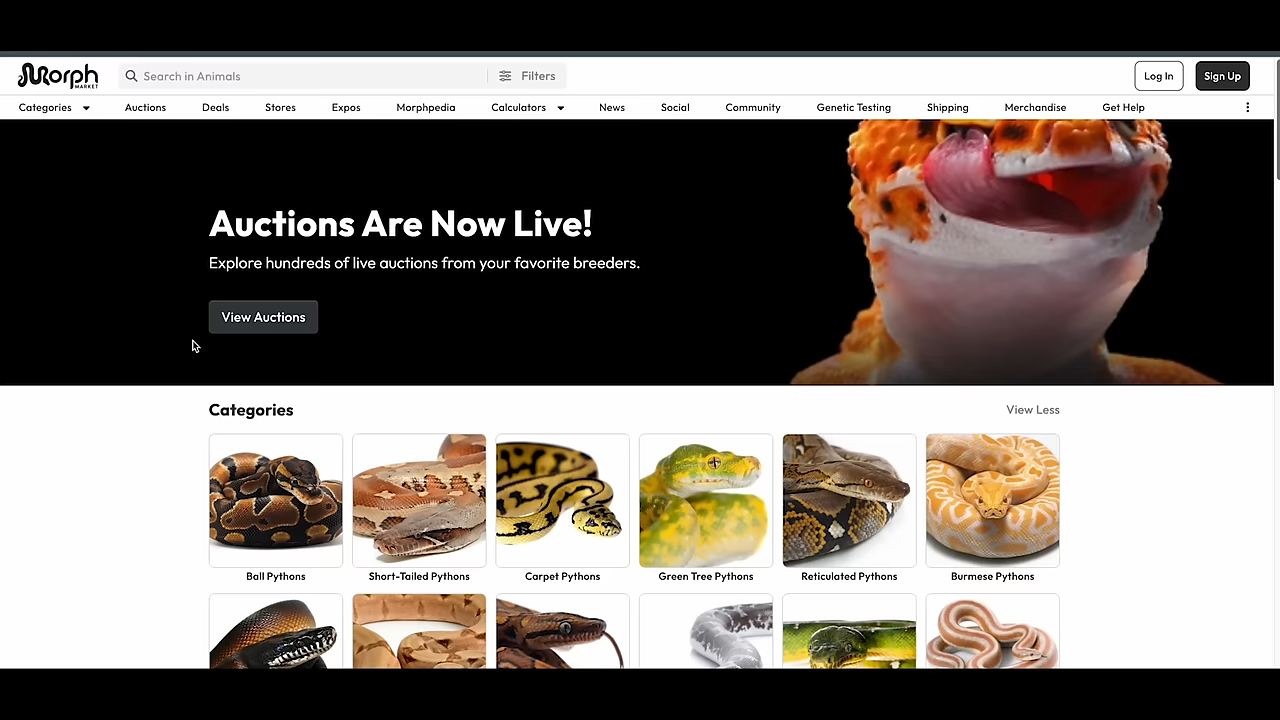 Morph
MARKET
Search in Animals
Filters
Log In
Sign Up
Categories
Auctions
Deals
Stores
Expos
Morphpedia
Calculators
News
Social
Community
Genetic Testing
Shipping
Merchandise
Get Help
Auctions Are Now Live!
Explore hundreds of live auctions from your favorite breeders.
View Auctions
Categories
View Less
Ball Pythons
Short-Tailed Pythons
Carpet Pythons
Green Tree Pythons
Reticulated Pythons
Burmese Pythons